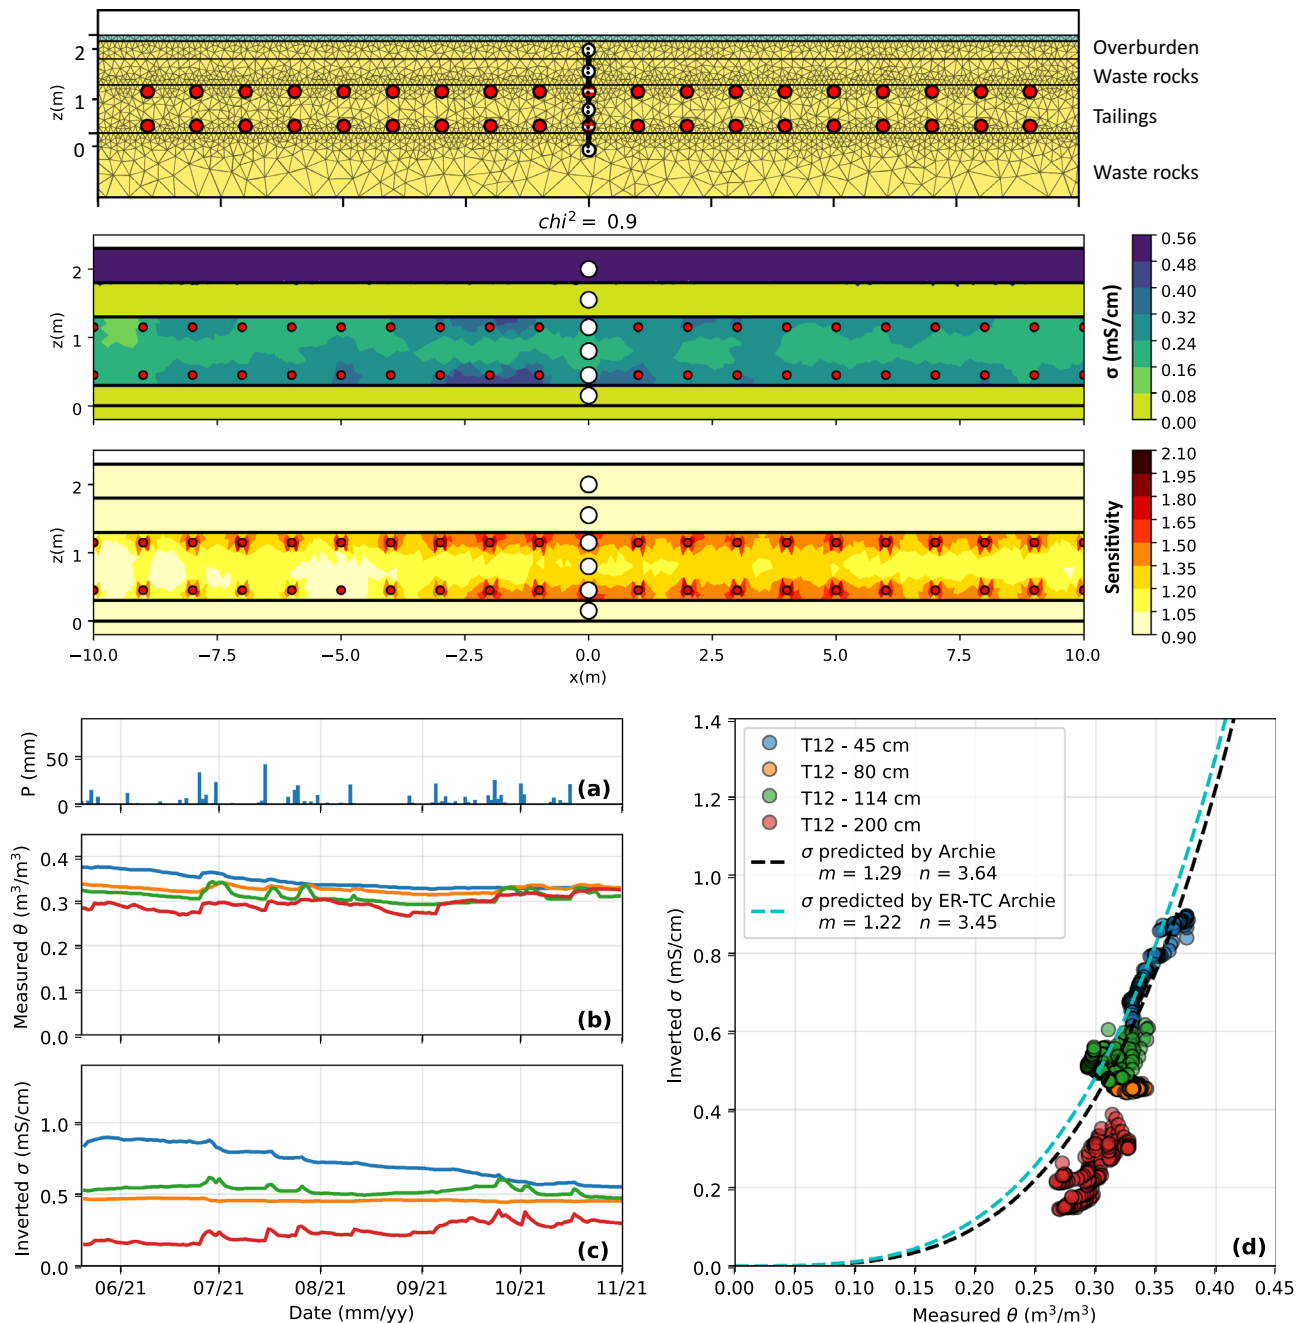 2
1
0
z(m)
Overburden
Waste rocks
Tailings
Waste rocks
chi² = 0.9
2
1
0
z(m)
x(m)
0.56
0.48
0.40
0.32
0.24
0.16
0.08
0.00
σ (mS/cm)
2
1
0
z(m)
−10.0 −7.5 −5.0 −2.5 0.0 2.5 5.0 7.5 10.0
x(m)
2.10
1.95
1.80
1.65
1.50
1.35
1.20
1.05
0.90
Sensitivity
50
0
P (mm)
(a)
0.4
0.3
0.2
0.1
0.0
Measured θ (m³/m³)
(b)
1.0
0.5
0.0
Inverted σ (mS/cm)
(c)
06/21 07/21 08/21 09/21 10/21 11/21
Date (mm/yy)
1.4
1.2
1.0
0.8
0.6
0.4
0.2
0.0
Inverted σ (mS/cm)
T12 - 45 cm
T12 - 80 cm
T12 - 114 cm
T12 - 200 cm
σ predicted by Archie
m = 1.29 n = 3.64
σ predicted by ER-TC Archie
m = 1.22 n = 3.45
(d)
0.00 0.05 0.10 0.15 0.20 0.25 0.30 0.35 0.40 0.45
Measured θ (m³/m³)